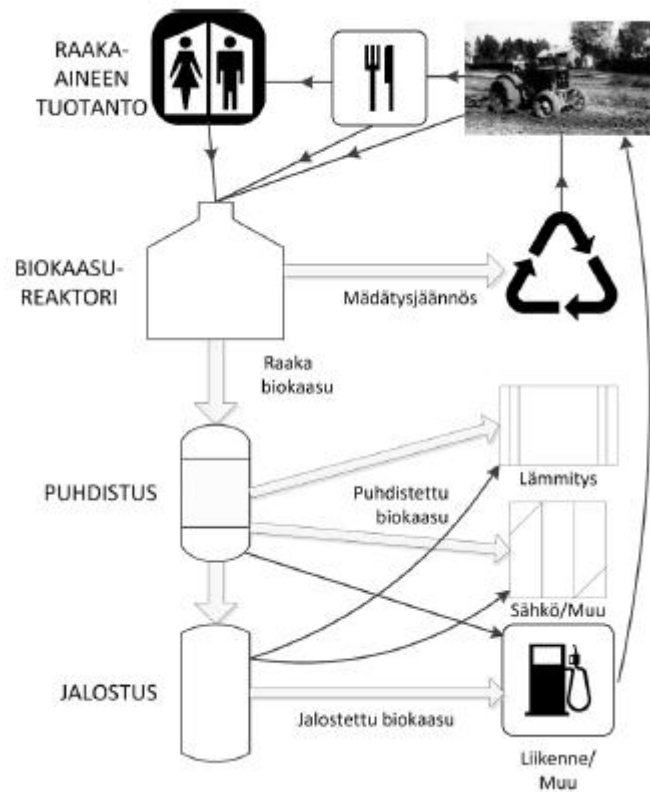 RAAKA-
AINEEN
TUOTANTO
BIOKAASU-
REAKTORI
Mädätysjäännös
Raaka
biokaasu
PUHDISTUS
Puhdistettu
biokaasu
Lämmitys
Sähkö/Muu
JALOSTUS
Jalostettu biokaasu
Liikenne/
Muu